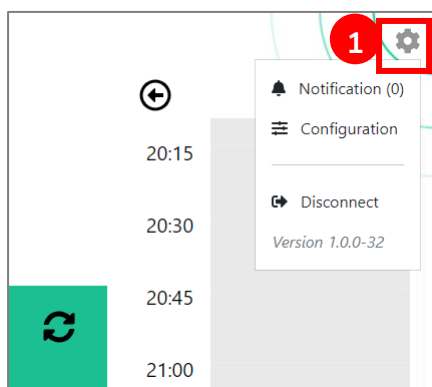 1
Notification (0)
Configuration
20:15
Disconnect
20:30
Version 1.0.0-32
20:45
21:00